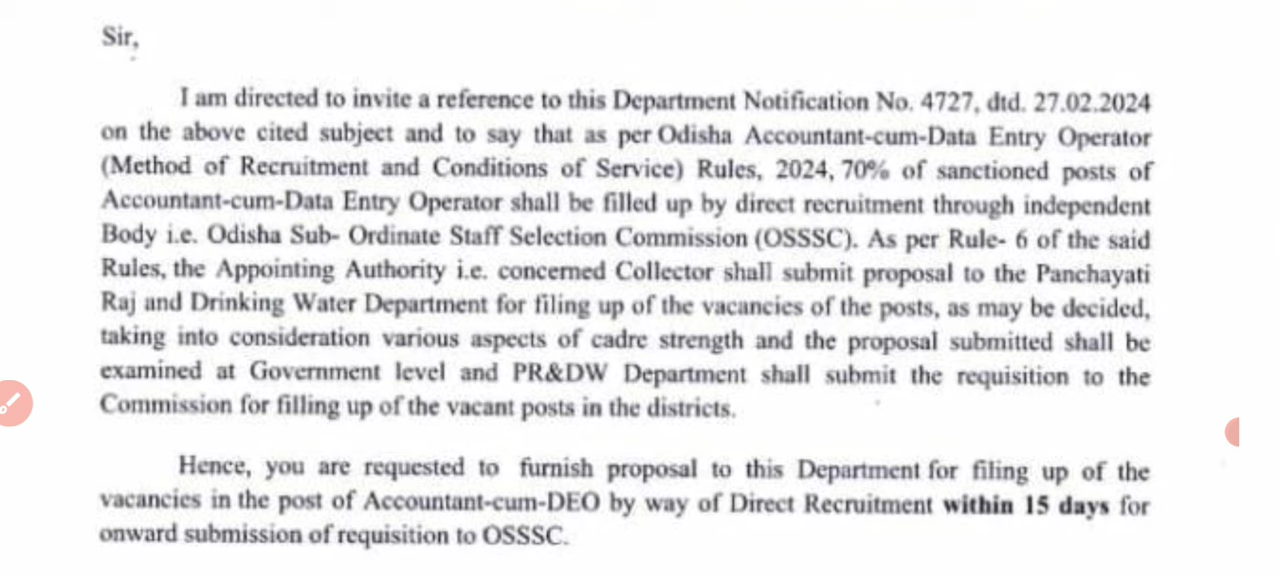 Sir,
I am directed to invite a reference to this Department Notification No. 4727, dtd. 27.02.2024
on the above cited subject and to say that as per Odisha Accountant-cum-Data Entry Operator
(Method of Recruitment and Conditions of Service) Rules, 2024, 70% of sanctioned posts of
Accountant-cum-Data Entry Operator shall be filled up by direct recruitment through independent
Body i.e. Odisha Sub- Ordinate Staff Selection Commission (OSSSC). As per Rule- 6 of the said
Rules, the Appointing Authority i.e. concerned Collector shall submit proposal to the Panchayati
Raj and Drinking Water Department for filing up of the vacancies of the posts, as may be decided,
taking into consideration various aspects of cadre strength and the proposal submitted shall be
examined at Government level and PR&DW Department shall submit the requisition to the
Commission for filling up of the vacant posts in the districts.
Hence, you are requested to furnish proposal to this Department for filing up of the
vacancies in the post of Accountant-cum-DEO by way of Direct Recruitment within 15 days for
onward submission of requisition to OSSSC.